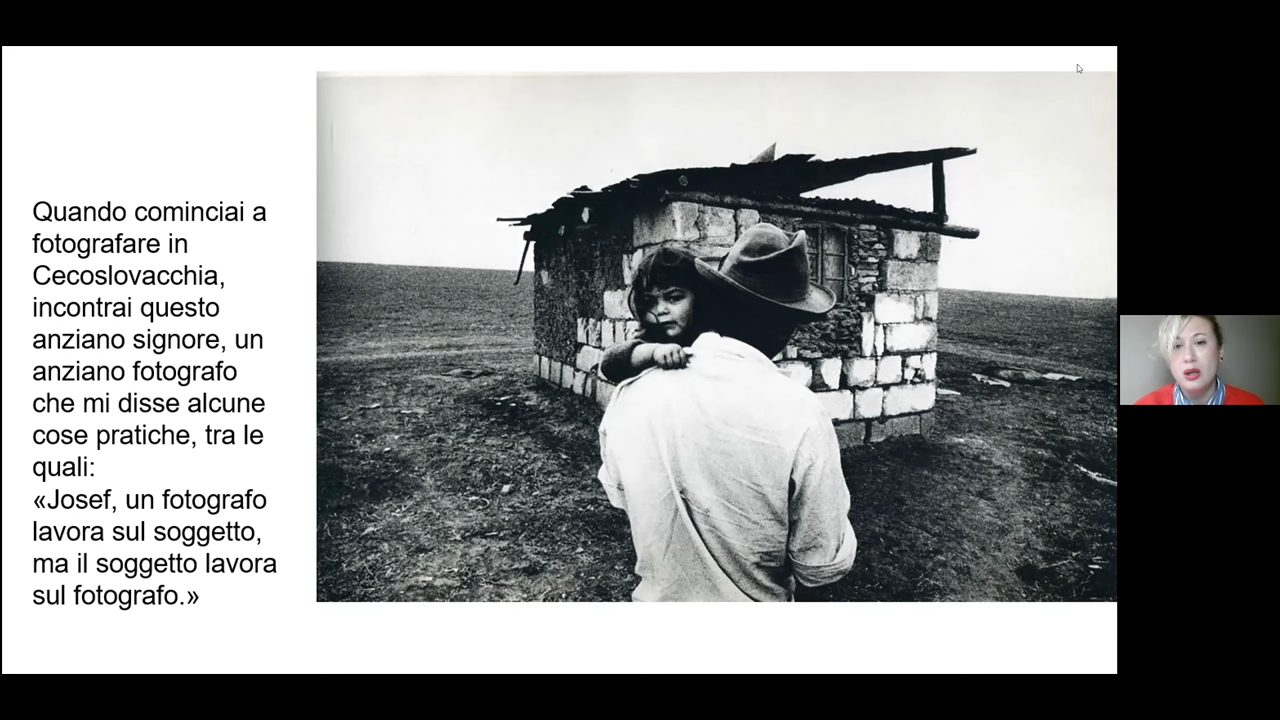 Quando cominciai a
fotografare in
Cecoslovacchia,
incontrai questo
anziano signore, un
anziano fotografo
che mi disse alcune
cose pratiche, tra le
quali:
«Josef, un fotografo
lavora sul soggetto,
ma il soggetto lavora
sul fotografo.»